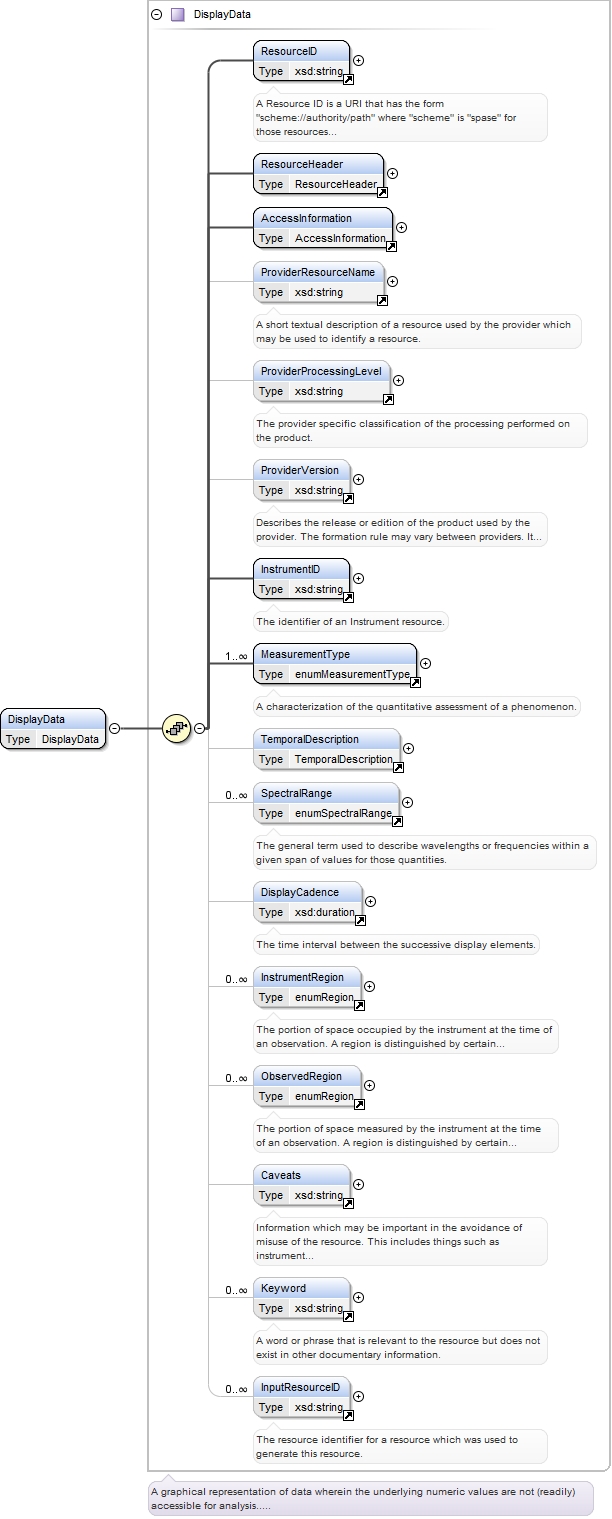 DisplayData
ResourceID
Type xsd:string
A Resource ID is a URI that has the form
"scheme://authority/path" where "scheme" is "spase" for
those resources...
ResourceHeader
Type ResourceHeader
AccessInformation
Type AccessInformation
ProviderResourceName
Type xsd:string
A short textual description of a resource used by the provider which
may be used to identify a resource.
ProviderProcessingLevel
Type xsd:string
The provider specific classification of the processing performed on
the product.
ProviderVersion
Type xsd:string
Describes the release or edition of the product used by the
provider. The formation rule may vary between providers. It...
InstrumentID
Type xsd:string
The identifier of an Instrument resource.
1..∞
MeasurementType
Type enumMeasurementType
A characterization of the quantitative assessment of a phenomenon.
DisplayData
Type DisplayData
TemporalDescription
Type TemporalDescription
0..∞
SpectralRange
Type enumSpectralRange
The general term used to describe wavelengths or frequencies within a
given span of values for those quantities.
DisplayCadence
Type xsd:duration
The time interval between the successive display elements.
0..∞
InstrumentRegion
Type enumRegion
The portion of space occupied by the instrument at the time of
an observation. A region is distinguished by certain...
0..∞
ObservedRegion
Type enumRegion
The portion of space measured by the instrument at the time
of an observation. A region is distinguished by certain...
Caveats
Type xsd:string
Information which may be important in the avoidance of
misuse of the resource. This includes things such as
instrument...
0..∞
Keyword
Type xsd:string
A word or phrase that is relevant to the resource but does not
exist in other documentary information.
0..∞
InputResourceID
Type xsd:string
The resource identifier for a resource which was used to
generate this resource.
A graphical representation of data wherein the underlying numeric values are not (readily)
accessible for analysis.....